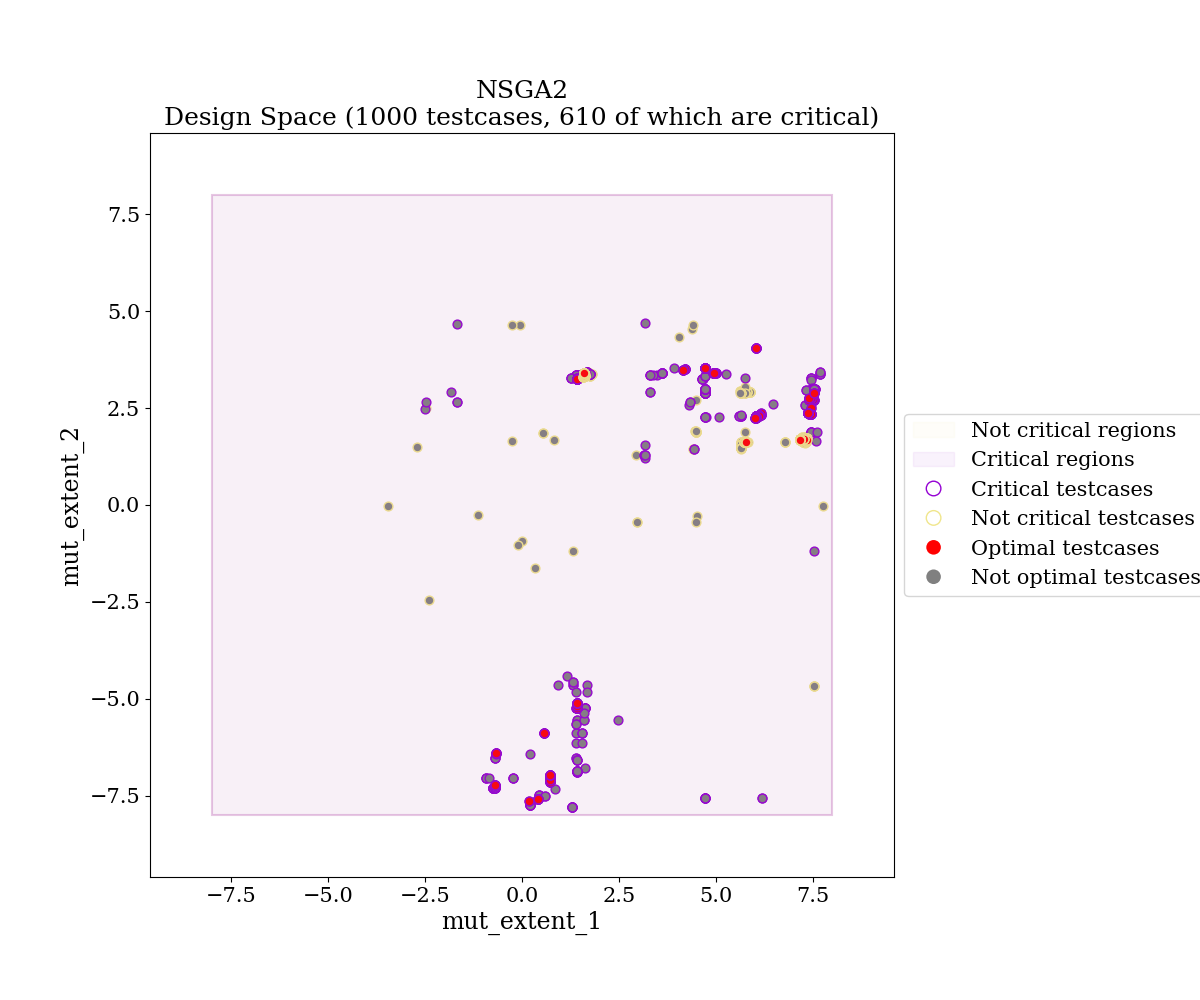 NSGA2
Design Space (1000 testcases, 610 of which are critical)
mut_extent_2
7.5
5.0
2.5
0.0
−2.5
−5.0
−7.5
−7.5 −5.0 −2.5 0.0 2.5 5.0 7.5
mut_extent_1
Not critical regions
Critical regions
Critical testcases
Not critical testcases
Optimal testcases
Not optimal testcases